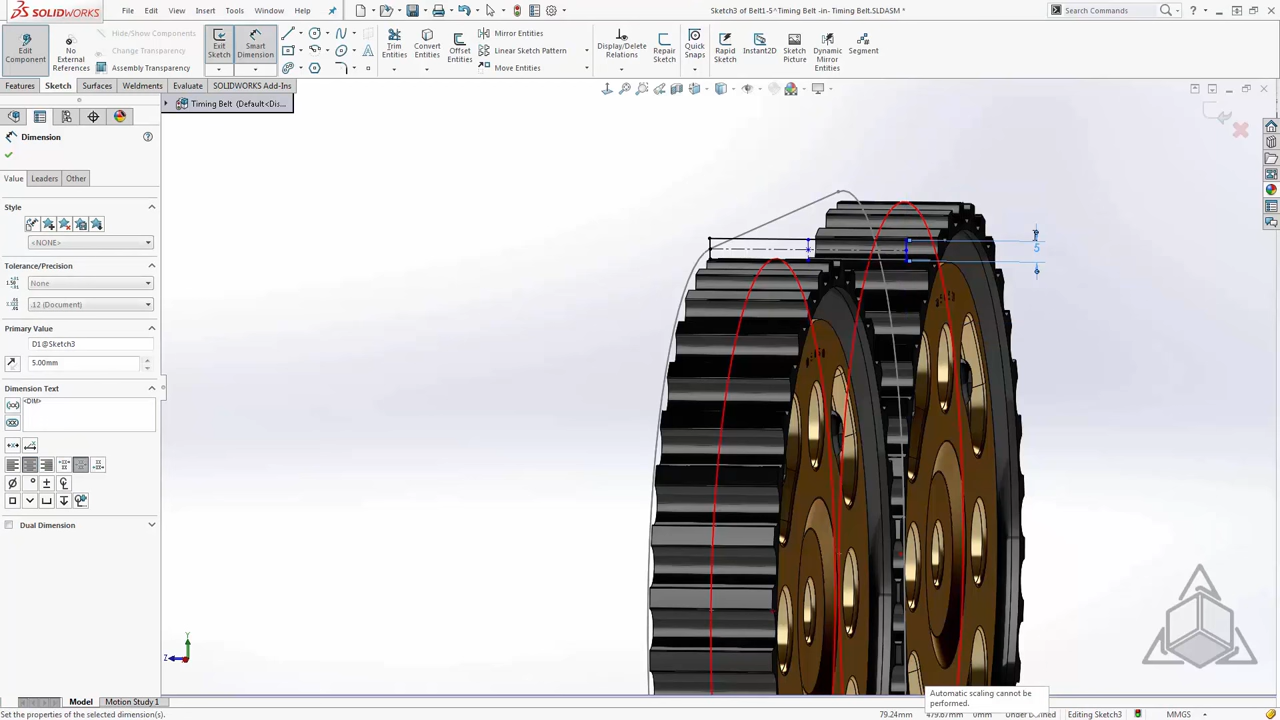 SOLIDWORKS
File
Edit
View
Insert
Tools
Window
Help
Sketch3 of Belt1-5^Timing Belt -in- Timing Belt.SLDASM *
Search Commands
Edit
Component
No
External
References
Hide/Show Components
Change Transparency
Assembly Transparency
Exit
Sketch
Smart
Dimension
Trim
Entities
Convert
Entities
Offset
Entities
Mirror Entities
Linear Sketch Pattern
Move Entities
Display/Delete
Relations
Repair
Sketch
Quick
Snaps
Rapid
Sketch
Instant2D
Sketch
Picture
Dynamic
Mirror
Entities
Segment
Features
Sketch
Surfaces
Weldments
Evaluate
SOLIDWORKS Add-Ins
Timing Belt (Default<Dis...
Dimension
Value
Leaders
Other
Style
<NONE>
Tolerance/Precision
None
.12 (Document)
Primary Value
D1@Sketch3
5.00mm
Dimension Text
<DIM>
Dual Dimension
5
Y
Z
Automatic scaling cannot be
performed.
Model
Motion Study 1
Set the properties of the selected dimension(s).
79.24mm
0mm
Under Defined
Editing Sketch3
MMGS